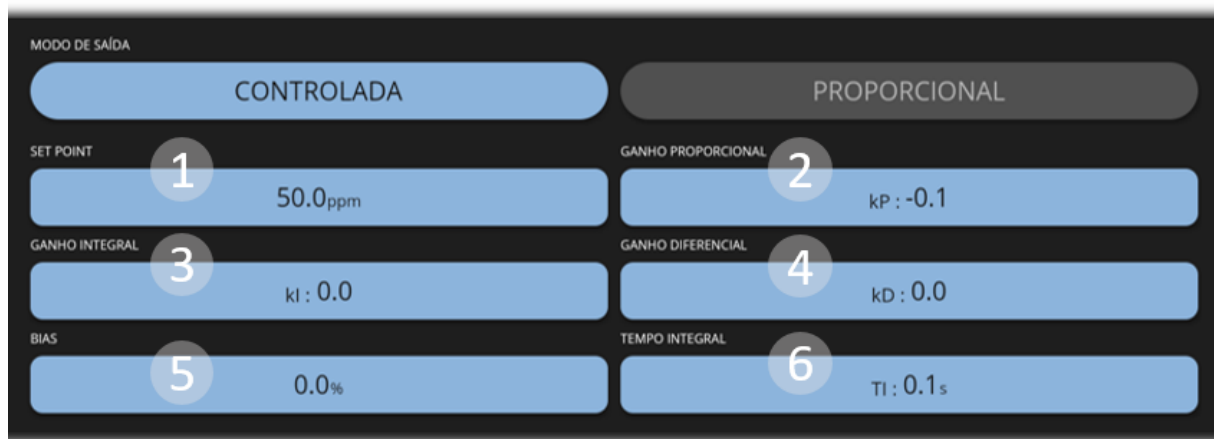 MODO DE SAÍDA
CONTROLADA
PROPORCIONAL
SET POINT
1
50.0ppm
GANHO PROPORCIONAL
2
kP : -0.1
GANHO INTEGRAL
3
kI : 0.0
GANHO DIFERENCIAL
4
kD : 0.0
BIAS
5
0.0%
TEMPO INTEGRAL
6
TI : 0.1s